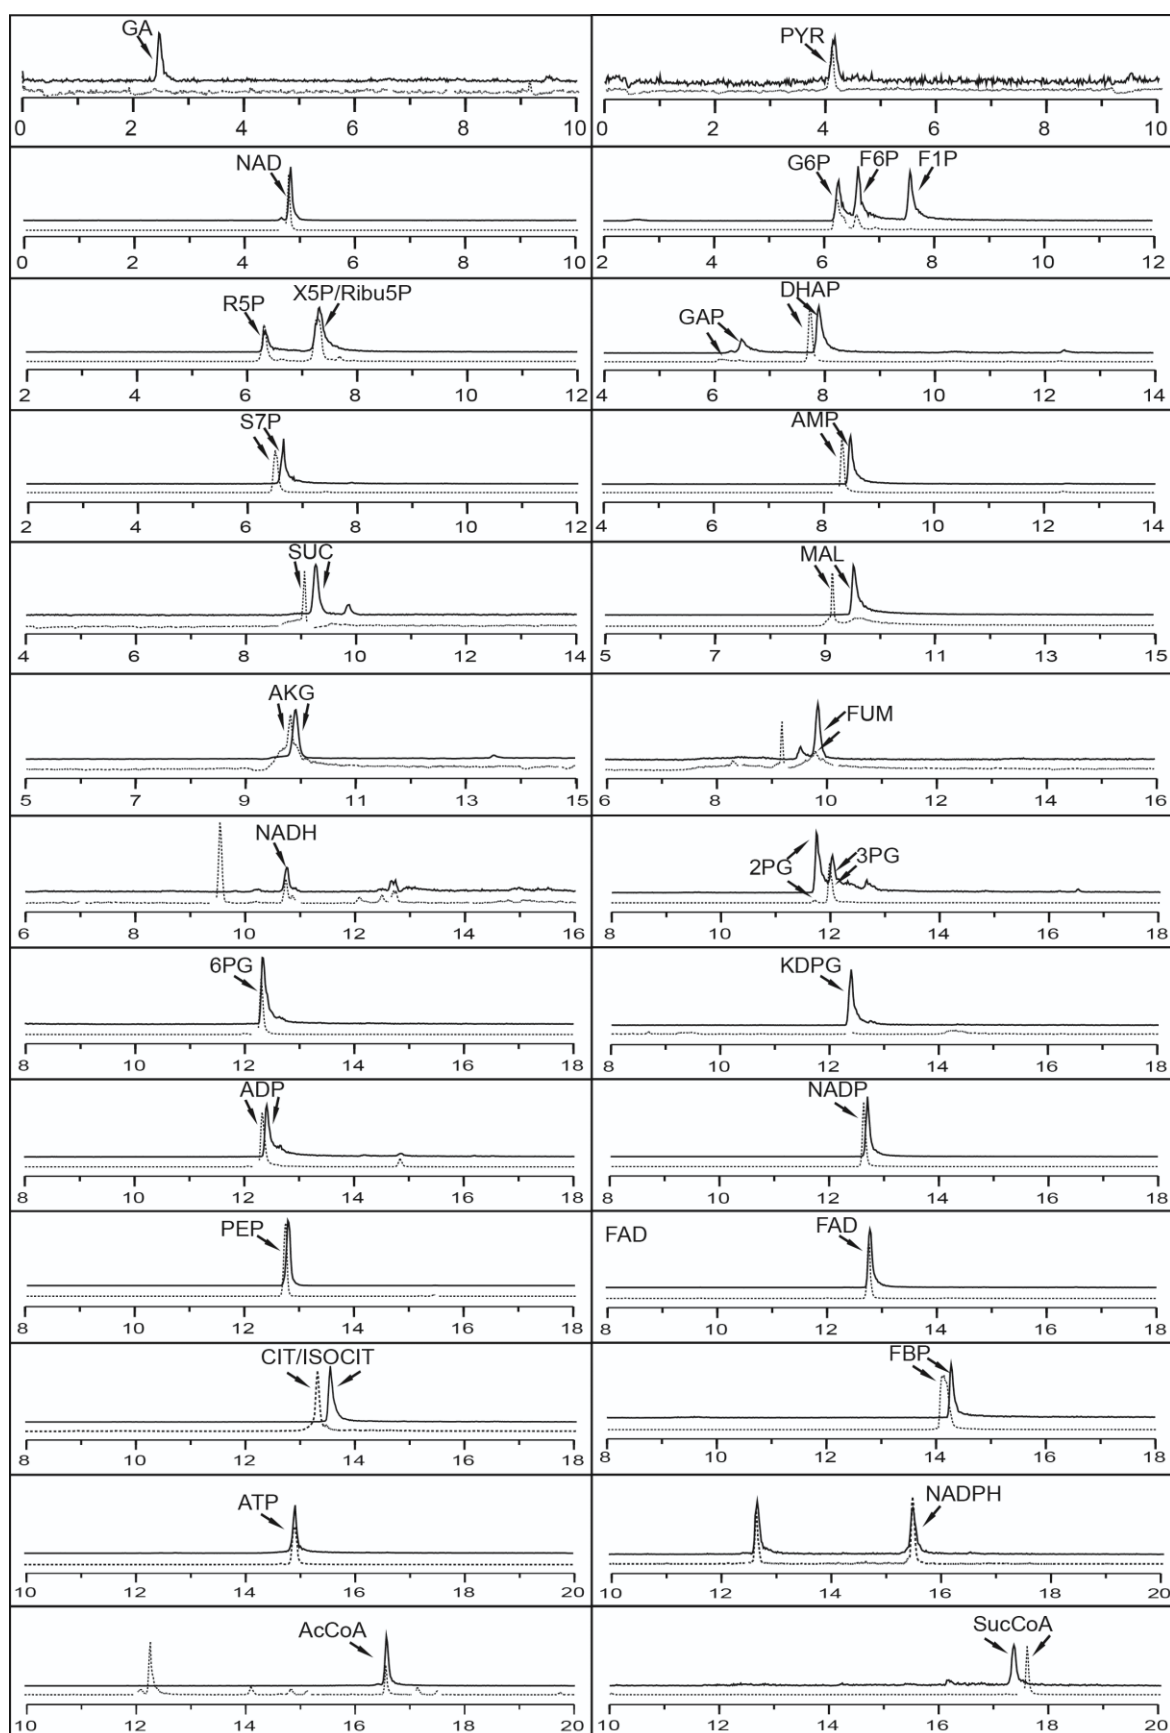 GA
0 2 4 6 8 10
PYR
0 2 4 6 8 10
NAD
0 2 4 6 8 10
G6P F6P F1P
2 4 6 8 10 12
R5P X5P/Ribu5P
2 4 6 8 10 12
GAP DHAP
4 6 8 10 12 14
S7P
2 4 6 8 10 12
AMP
4 6 8 10 12 14
SUC
4 6 8 10 12 14
MAL
5 7 9 11 13 15
AKG
5 7 9 11 13 15
FUM
6 8 10 12 14 16
NADH
6 8 10 12 14 16
2PG 3PG
8 10 12 14 16 18
6PG
8 10 12 14 16 18
KDPG
8 10 12 14 16 18
ADP
8 10 12 14 16 18
NADP
8 10 12 14 16 18
PEP
8 10 12 14 16 18
FAD FAD
8 10 12 14 16 18
CIT/ISOCIT
8 10 12 14 16 18
FBP
8 10 12 14 16 18
ATP
10 12 14 16 18 20
NADPH
10 12 14 16 18 20
AcCoA
10 12 14 16 18 20
SucCoA
10 12 14 16 18 20